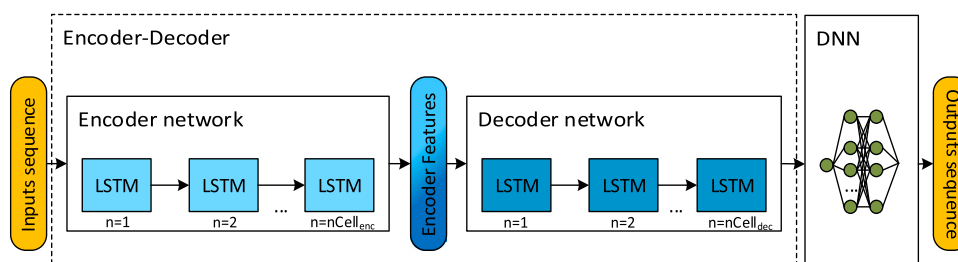 Encoder-Decoder
DNN
Inputs sequence
Encoder network
LSTM
LSTM
LSTM
...
n=1
n=2
n=nCellenc
Encoder Features
Decoder network
LSTM
LSTM
LSTM
...
n=1
n=2
n=nCelldec
...
Outputs sequence